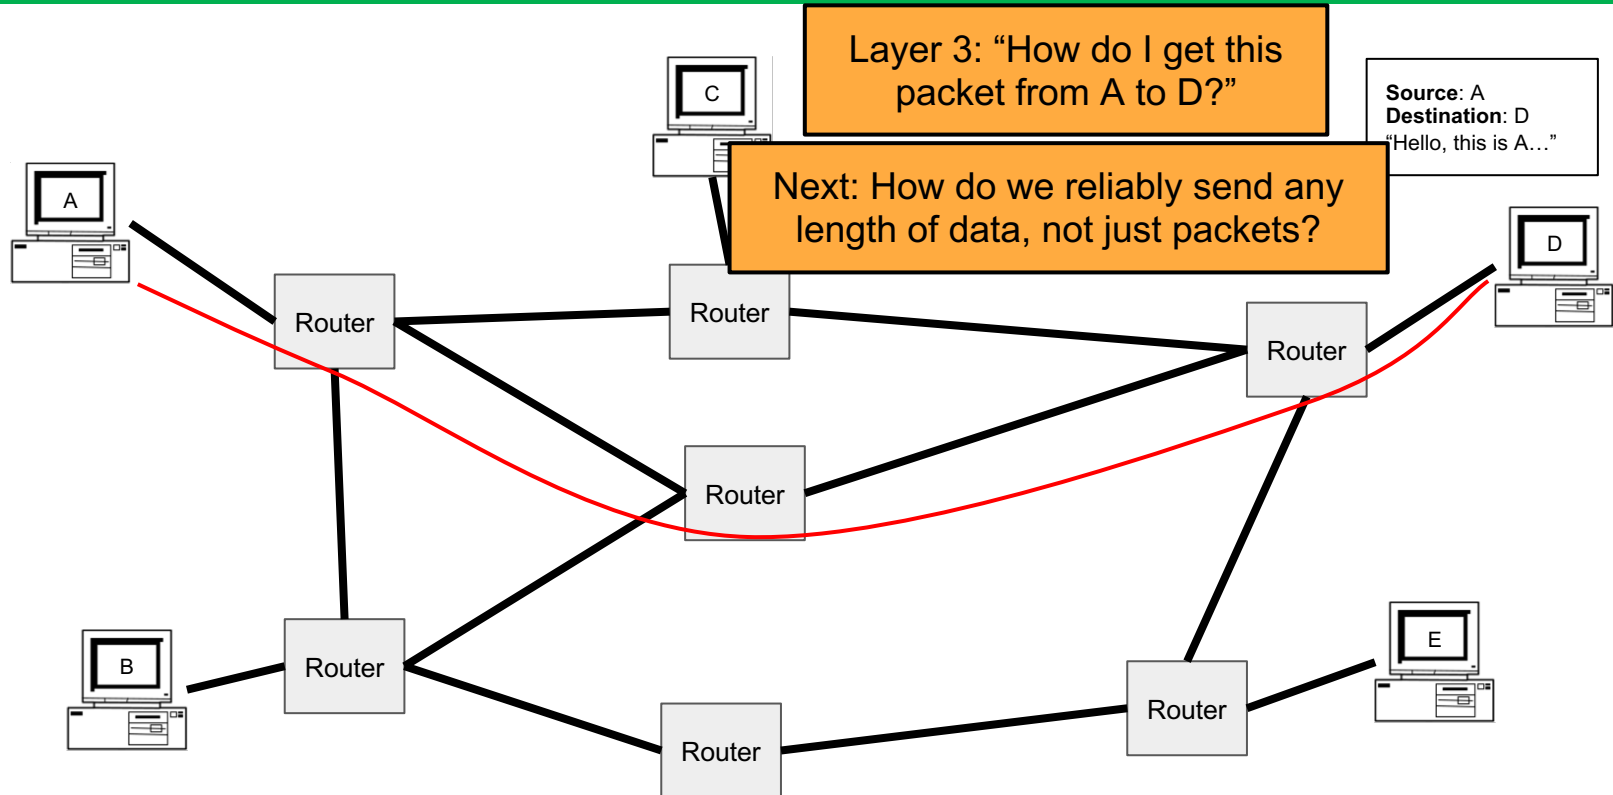 Layer 3: “How do I get this
packet from A to D?”
Source: A
Destination: D
“Hello, this is A…”
C
Next: How do we reliably send any
length of data, not just packets?
A
D
Router
Router
Router
Router
B
Router
E
Router
Router